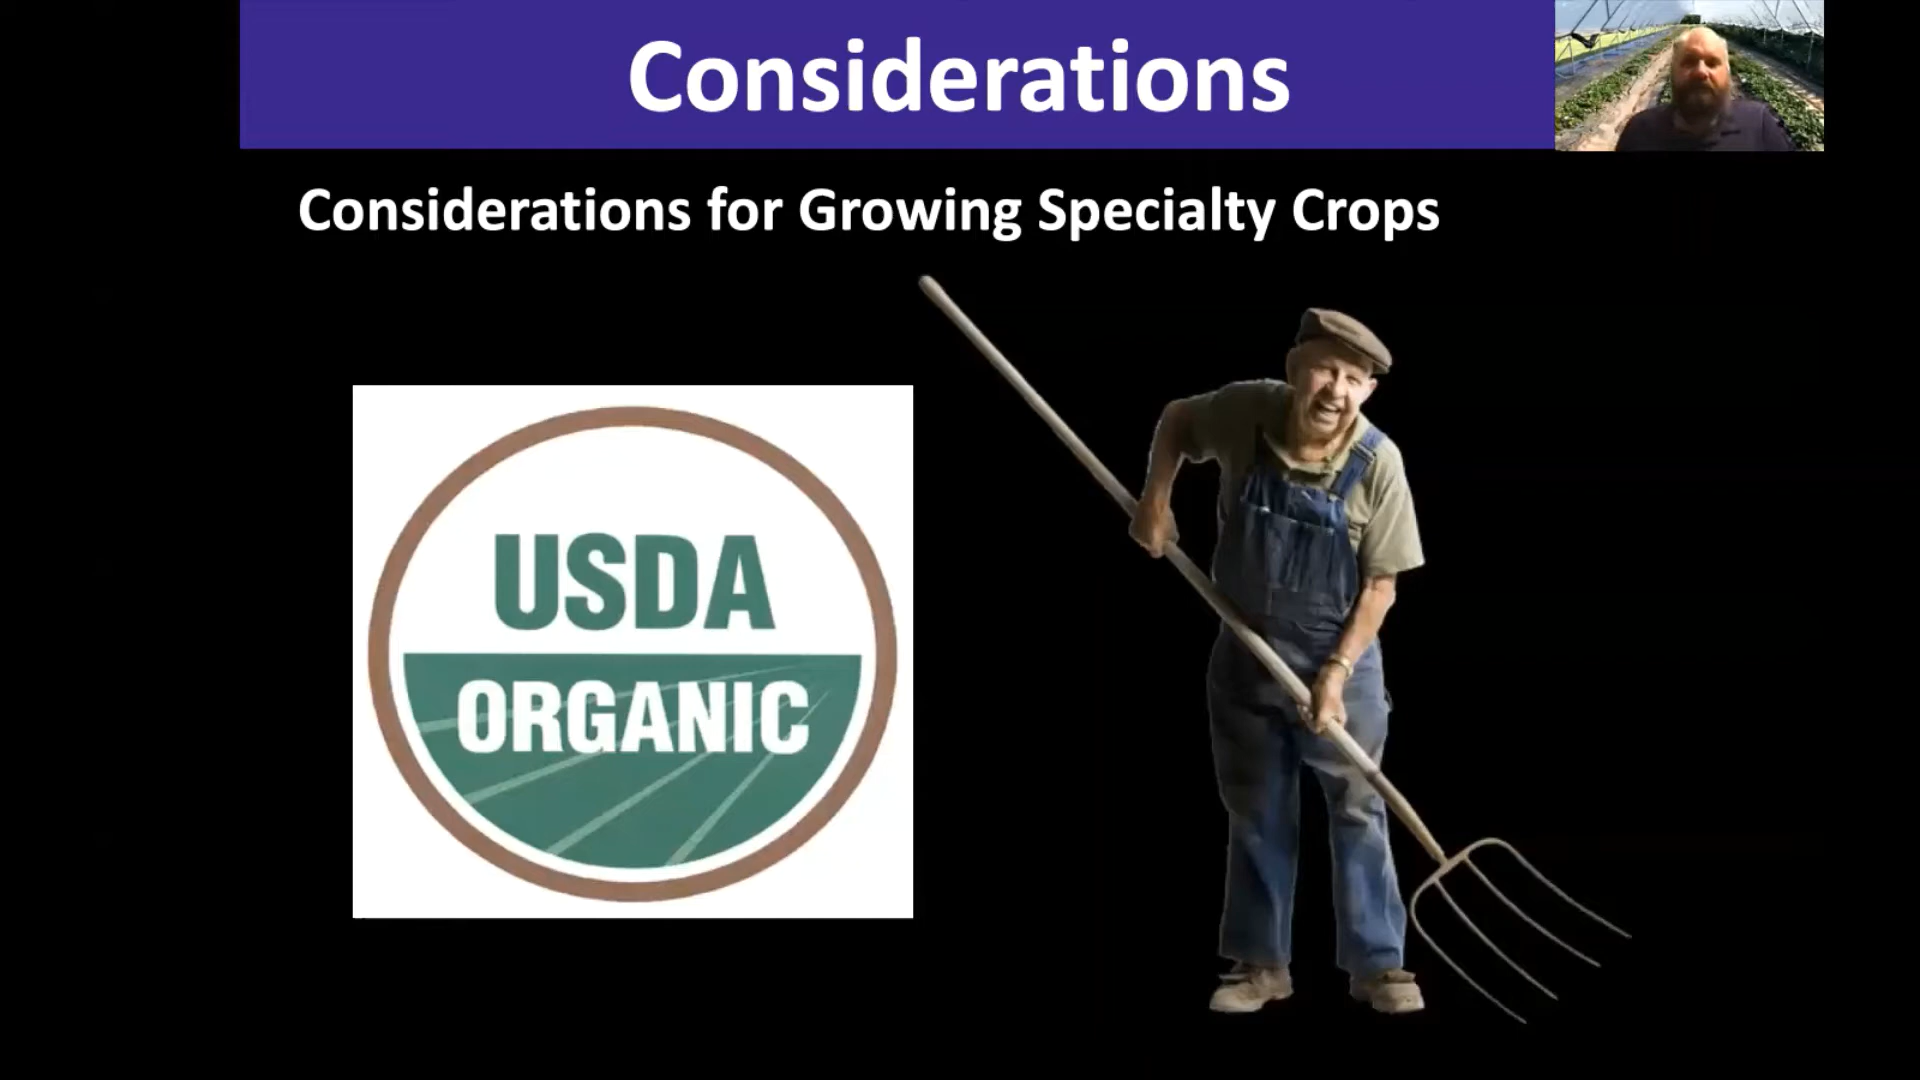 Considerations
Considerations for Growing Specialty Crops
USDA
ORGANIC